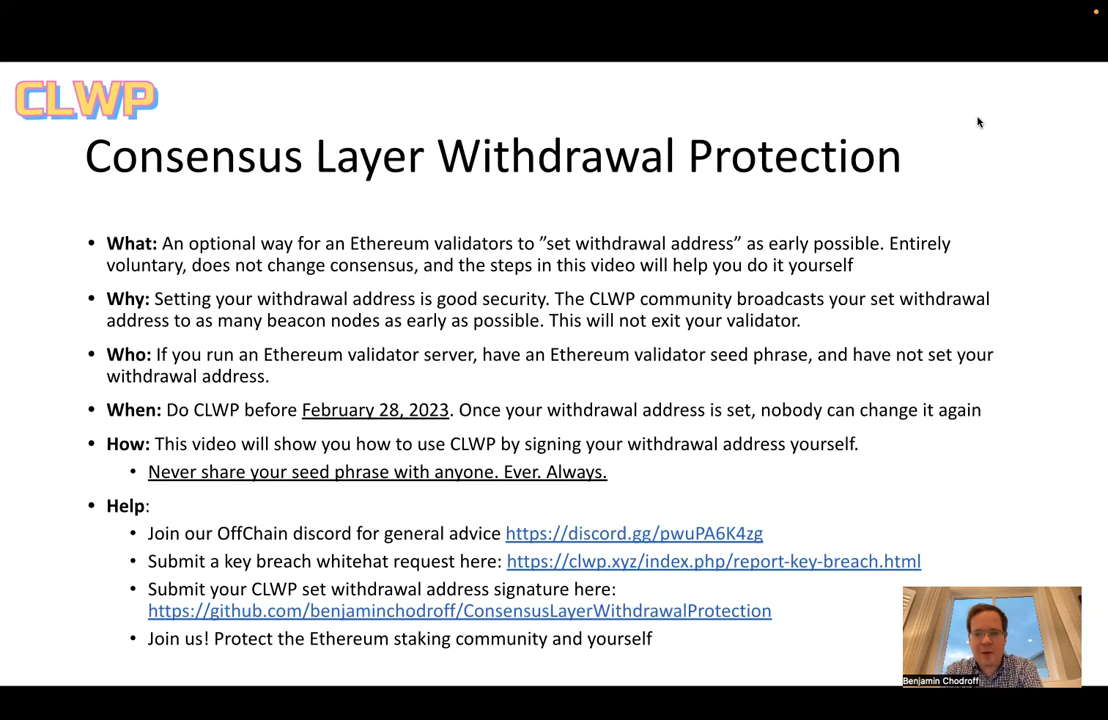 CLWP
Consensus Layer Withdrawal Protection
• What: An optional way for an Ethereum validators to ”set withdrawal address” as early possible. Entirely
voluntary, does not change consensus, and the steps in this video will help you do it yourself
• Why: Setting your withdrawal address is good security. The CLWP community broadcasts your set withdrawal
address to as many beacon nodes as early as possible. This will not exit your validator.
• Who: If you run an Ethereum validator server, have an Ethereum validator seed phrase, and have not set your
withdrawal address.
• When: Do CLWP before February 28, 2023. Once your withdrawal address is set, nobody can change it again
• How: This video will show you how to use CLWP by signing your withdrawal address yourself.
• Never share your seed phrase with anyone. Ever. Always.
• Help:
• Join our OffChain discord for general advice https://discord.gg/pwuPA6K4zg
• Submit a key breach whitehat request here: https://clwp.xyz/index.php/report-key-breach.html
• Submit your CLWP set withdrawal address signature here:
https://github.com/benjaminchodroff/ConsensusLayerWithdrawalProtection
• Join us! Protect the Ethereum staking community and yourself
Benjamin Chodroff